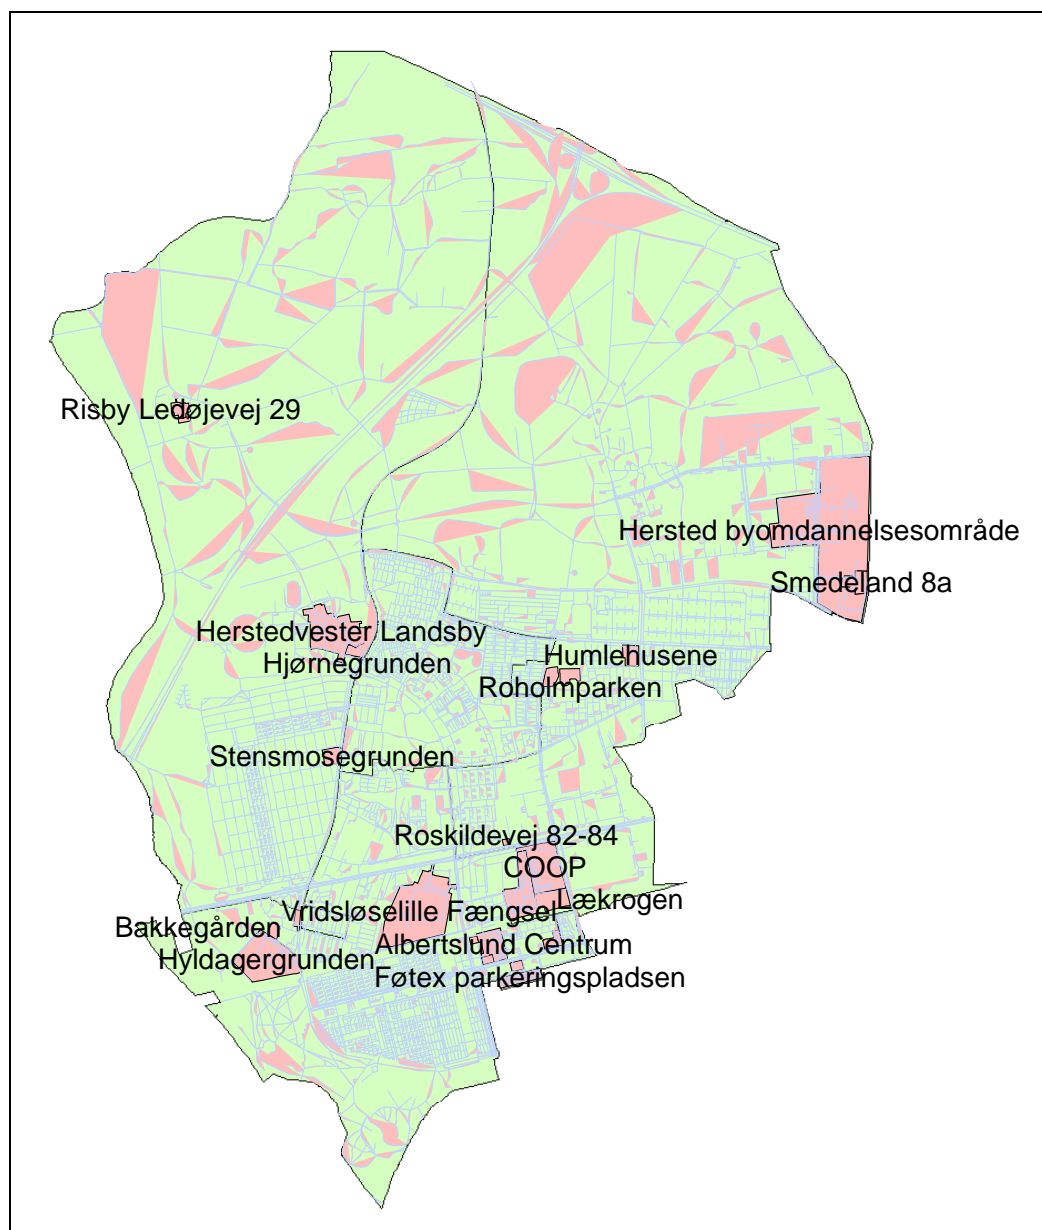 Risby Ledøjevej 29
Hersted byomdannelsesområde
Smedeland 8a
Herstedvester Landsby
Hjørnegrunden
Humlehusene
Roholmparken
Stensmosegrunden
Roskildevej 82-84
COOP
Lækrogen
Vridsløselille Fængsel
Bakkegården
Albertslund Centrum
Hyldagergrunden
Føtex parkeringspladsen